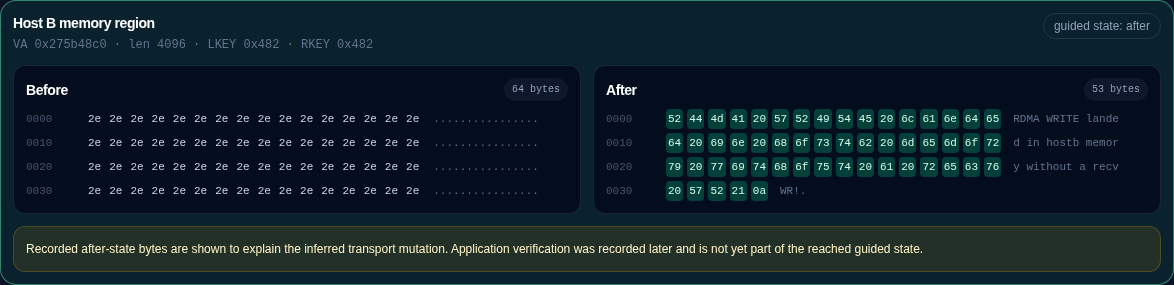 Host B memory region
guided state: after
VA 0x275b48c0 · len 4096 · LKEY 0x482 · RKEY 0x482
Before
64 bytes
0000 2e 2e 2e 2e 2e 2e 2e 2e 2e 2e 2e 2e 2e 2e 2e 2e ................
0010 2e 2e 2e 2e 2e 2e 2e 2e 2e 2e 2e 2e 2e 2e 2e 2e ................
0020 2e 2e 2e 2e 2e 2e 2e 2e 2e 2e 2e 2e 2e 2e 2e 2e ................
0030 2e 2e 2e 2e 2e 2e 2e 2e 2e 2e 2e 2e 2e 2e 2e 2e ................
After
53 bytes
0000 52 44 4d 41 20 57 52 49 54 45 20 6c 61 6e 64 65 RDMA WRITE lande
0010 64 20 69 6e 20 68 6f 73 74 62 20 6d 65 6d 6f 72 d in hostb memor
0020 79 20 77 69 74 68 6f 75 74 20 61 20 72 65 63 76 y without a recv
0030 20 57 52 21 0a WR!.
Recorded after-state bytes are shown to explain the inferred transport mutation. Application verification was recorded later and is not yet part of the reached guided state.